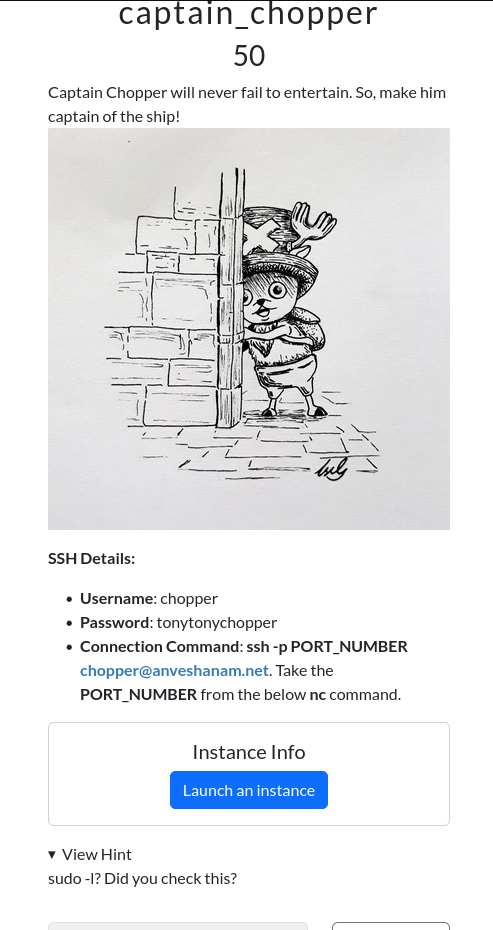 captain_chopper
50
Captain Chopper will never fail to entertain. So, make him
captain of the ship!
SSH Details:
• Username: chopper
• Password: tonytonychopper
• Connection Command: ssh -p PORT_NUMBER
chopper@anveshanam.net. Take the
PORT_NUMBER from the below nc command.
Instance Info
Launch an instance
▾ View Hint
sudo -l? Did you check this?